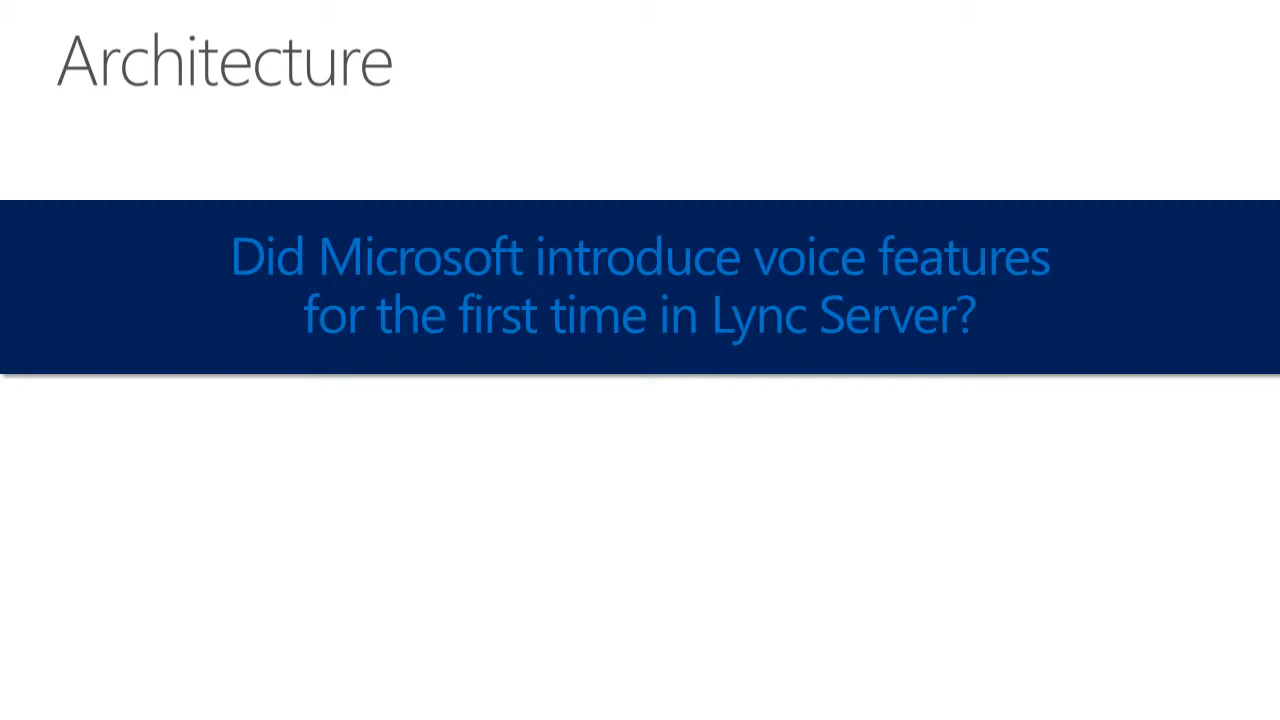 Architecture
Did Microsoft introduce voice features
for the first time in Lync Server?